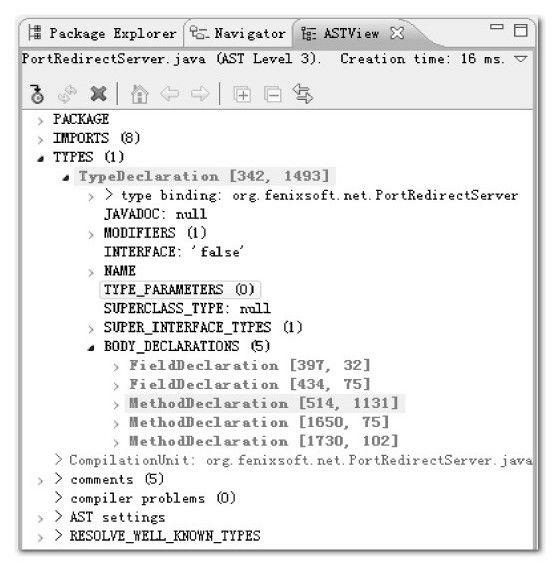 Package Explorer Navigator ASTView
PortRedirectServer.java (AST Level 3). Creation time: 16 ms.
> PACKAGE
> IMPORTS (8)
TYPES (1)
TypeDeclaration [342, 1493]
> > type binding: org.fenixsoft.net.PortRedirectServer
JAVADOC: null
> MODIFIERS (1)
INTERFACE: 'false'
> NAME
TYPE_PARAMETERS (0)
SUPERCLASS_TYPE: null
> SUPER_INTERFACE_TYPES (1)
BODY_DECLARATIONS (5)
> FieldDeclaration [397, 32]
> FieldDeclaration [434, 75]
> MethodDeclaration [514, 1131]
> MethodDeclaration [1650, 75]
> MethodDeclaration [1730, 102]
> CompilationUnit: org.fenixsoft.net.PortRedirectServer.java
> > comments (5)
> compiler problems (0)
> > AST settings
> > RESOLVE_WELL_KNOWN_TYPES